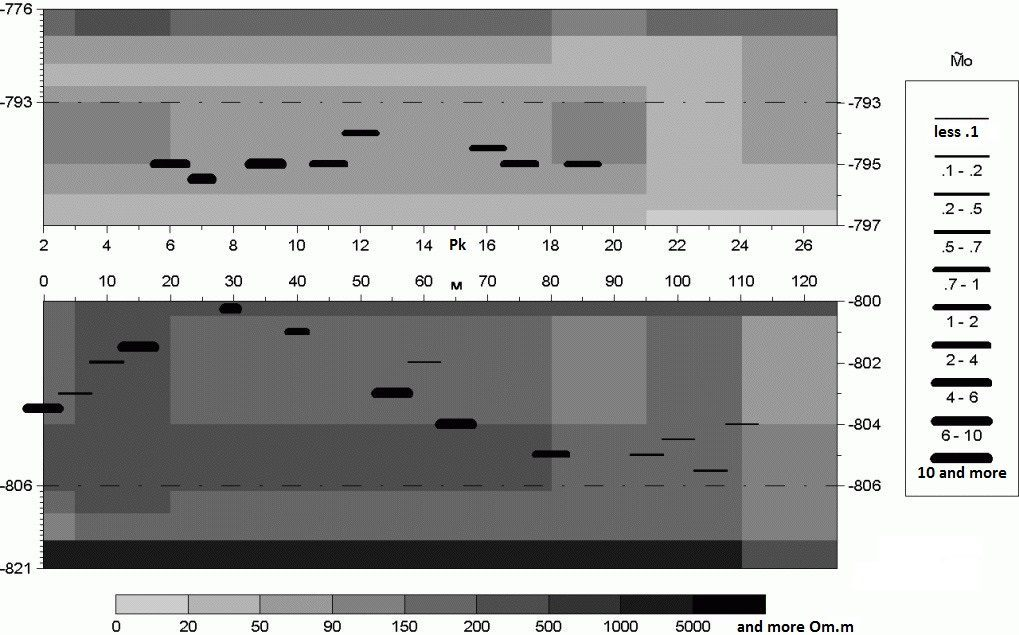 -776
-793
-793
-795
-797
2 4 6 8 10 12 14 Pk 16 18 20 22 24 26
0 10 20 30 40 50 60 м 70 80 90 100 110 120
-800
-802
-804
-806
-806
-821
0 20 50 90 150 200 500 1000 5000 and more Om.m
M̃o
less .1
.1 - .2
.2 - .5
.5 - .7
.7 - 1
1 - 2
2 - 4
4 - 6
6 - 10
10 and more